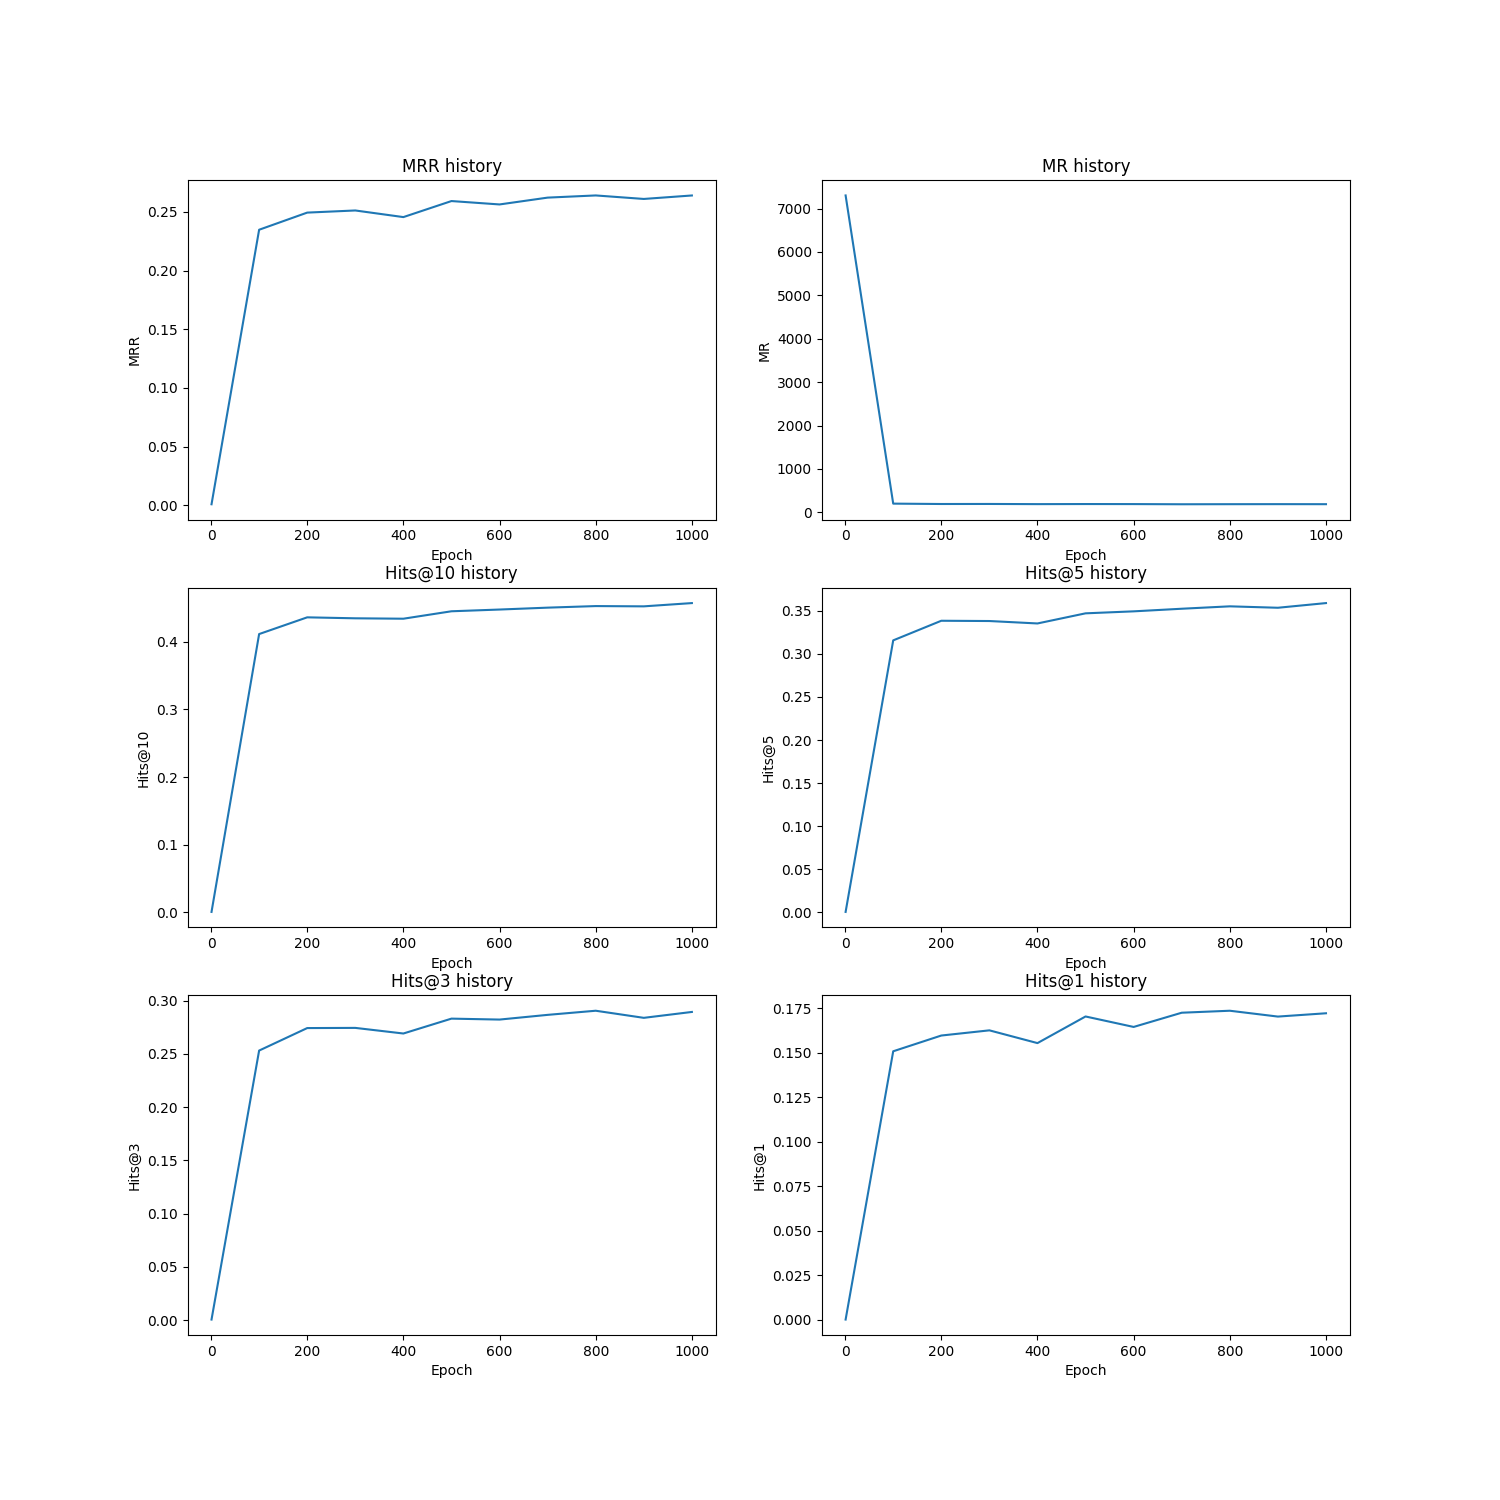 MRR history
MRR
0.25
0.20
0.15
0.10
0.05
0.00
0 200 400 600 800 1000
Epoch
MR history
MR
7000
6000
5000
4000
3000
2000
1000
0
0 200 400 600 800 1000
Epoch
Hits@10 history
Hits@10
0.4
0.3
0.2
0.1
0.0
0 200 400 600 800 1000
Epoch
Hits@5 history
Hits@5
0.35
0.30
0.25
0.20
0.15
0.10
0.05
0.00
0 200 400 600 800 1000
Epoch
Hits@3 history
Hits@3
0.30
0.25
0.20
0.15
0.10
0.05
0.00
0 200 400 600 800 1000
Epoch
Hits@1 history
Hits@1
0.175
0.150
0.125
0.100
0.075
0.050
0.025
0.000
0 200 400 600 800 1000
Epoch